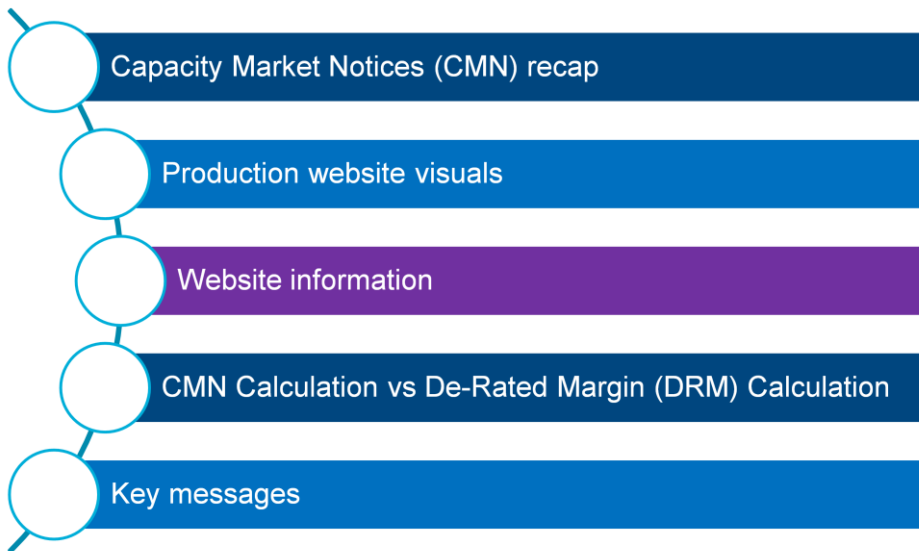 Capacity Market Notices (CMN) recap
Production website visuals
Website information
CMN Calculation vs De-Rated Margin (DRM) Calculation
Key messages